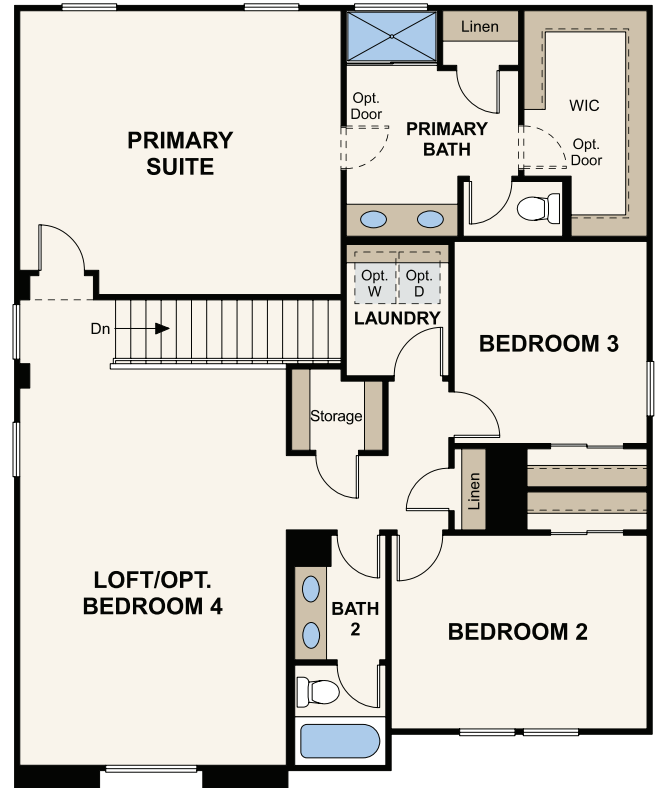 Linen
Opt.
Door
WIC
PRIMARY
SUITE
PRIMARY
BATH
Opt.
Door
Opt.
W
Opt.
D
LAUNDRY
Dn
BEDROOM 3
Storage
Linen
LOFT/OPT.
BEDROOM 4
BATH
2
BEDROOM 2